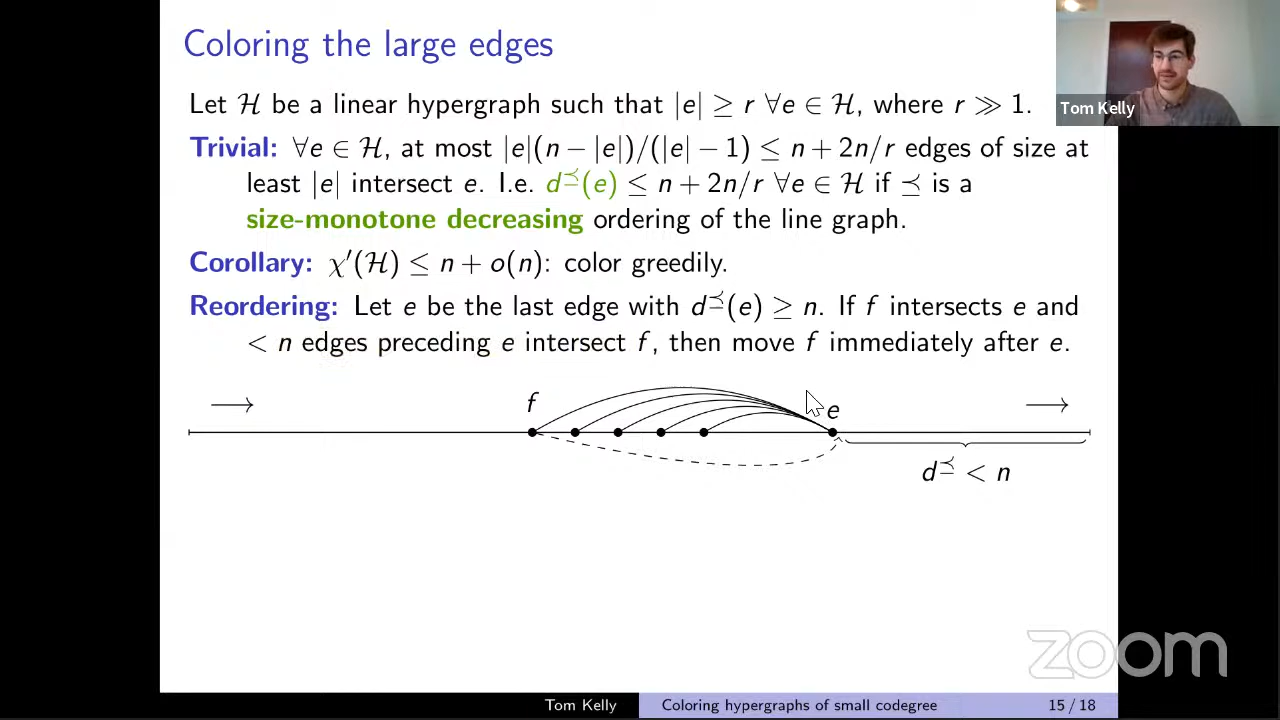 Coloring the large edges
Let ℋ be a linear hypergraph such that |e| ≥ r ∀e ∈ ℋ, where r ≫ 1.
Trivial: ∀e ∈ ℋ, at most |e|(n − |e|)/(|e| − 1) ≤ n + 2n/r edges of size at
least |e| intersect e. I.e. d^⪯(e) ≤ n + 2n/r ∀e ∈ ℋ if ⪯ is a
size-monotone decreasing ordering of the line graph.
Corollary: χ′(ℋ) ≤ n + o(n): color greedily.
Reordering: Let e be the last edge with d^⪯(e) ≥ n. If f intersects e and
< n edges preceding e intersect f, then move f immediately after e.
f
e
d^⪯ < n
Tom Kelly
zoom
Tom Kelly Coloring hypergraphs of small codegree 15 / 18